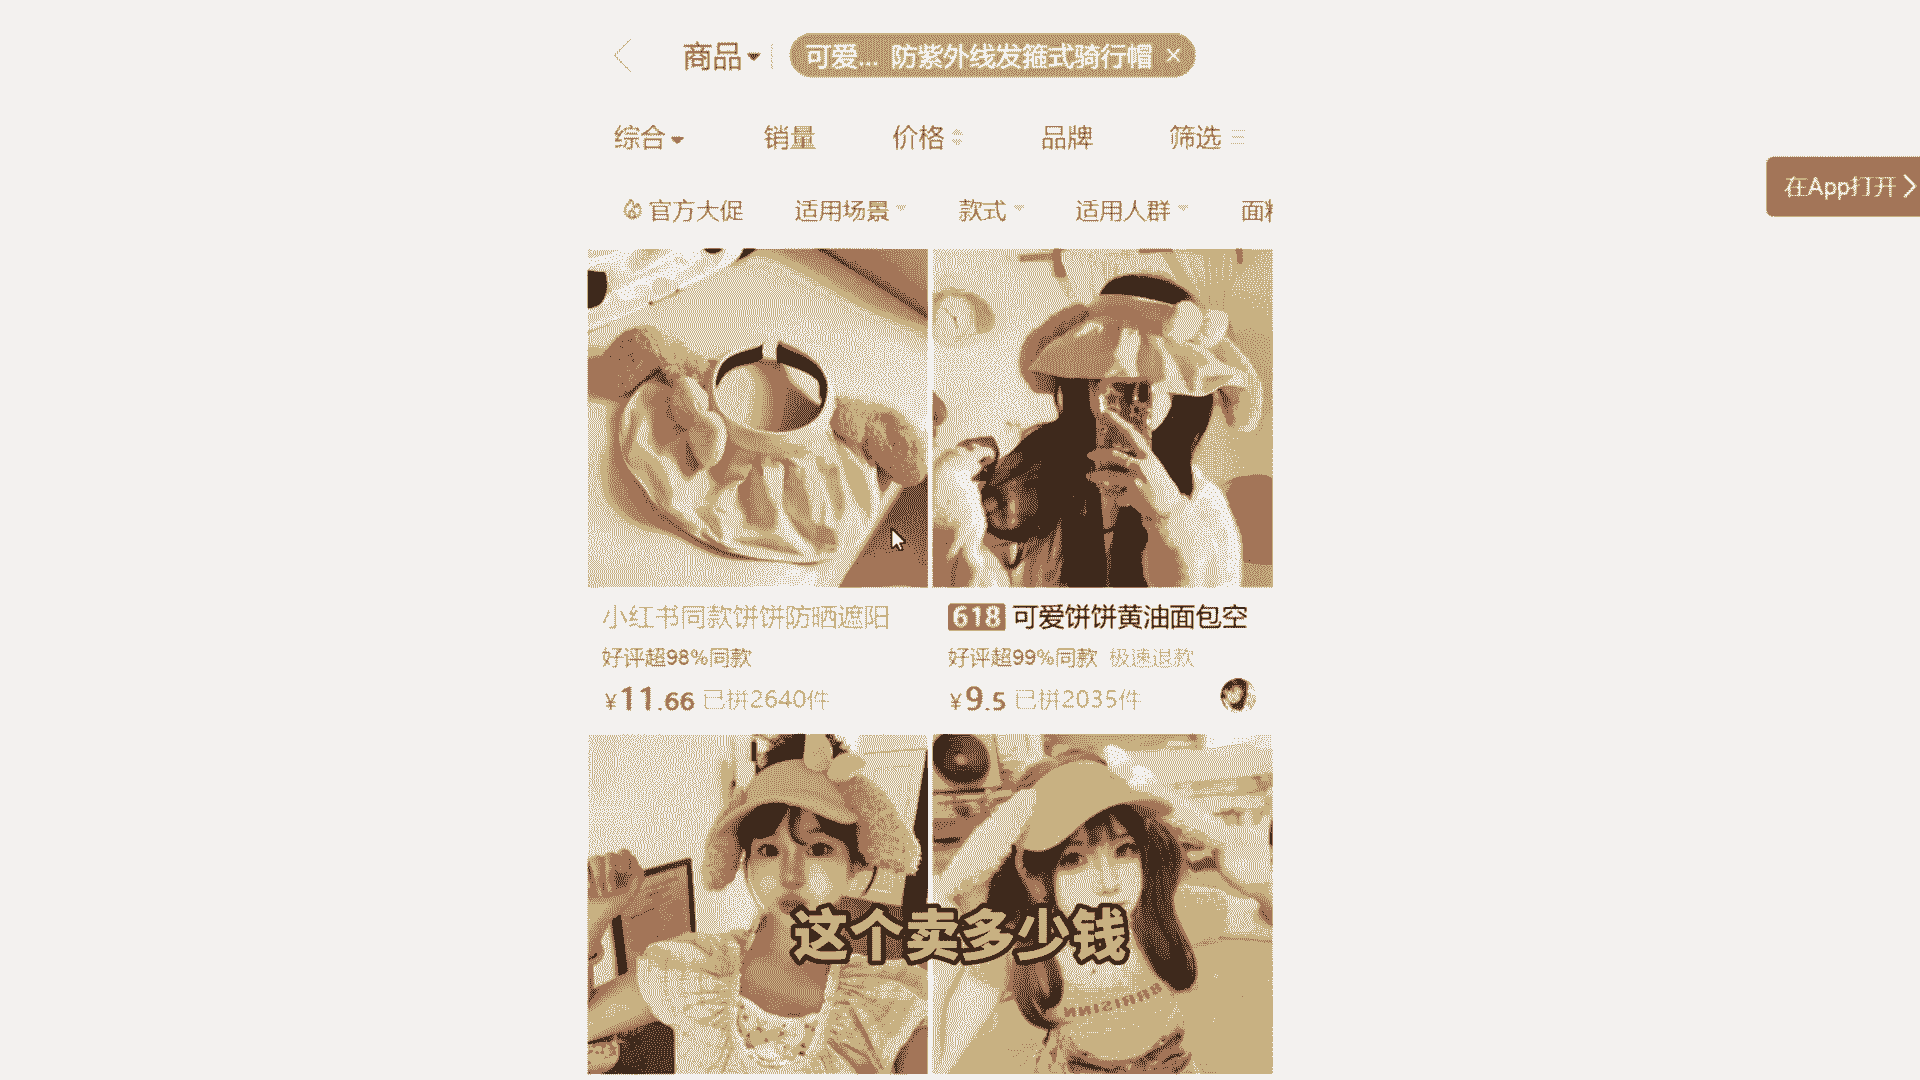 商品
可爱... 防紫外线发箍式骑行帽 ×
综合 销量 价格 品牌 筛选
在App打开
官方大促 适用场景 款式 适用人群 面料
小红书同款饼饼防晒遮阳
好评超98%同款
¥11.66 已拼2640件
618 可爱饼饼黄油面包空
好评超99%同款 极速退款
¥9.5 已拼2035件
这个卖多少钱